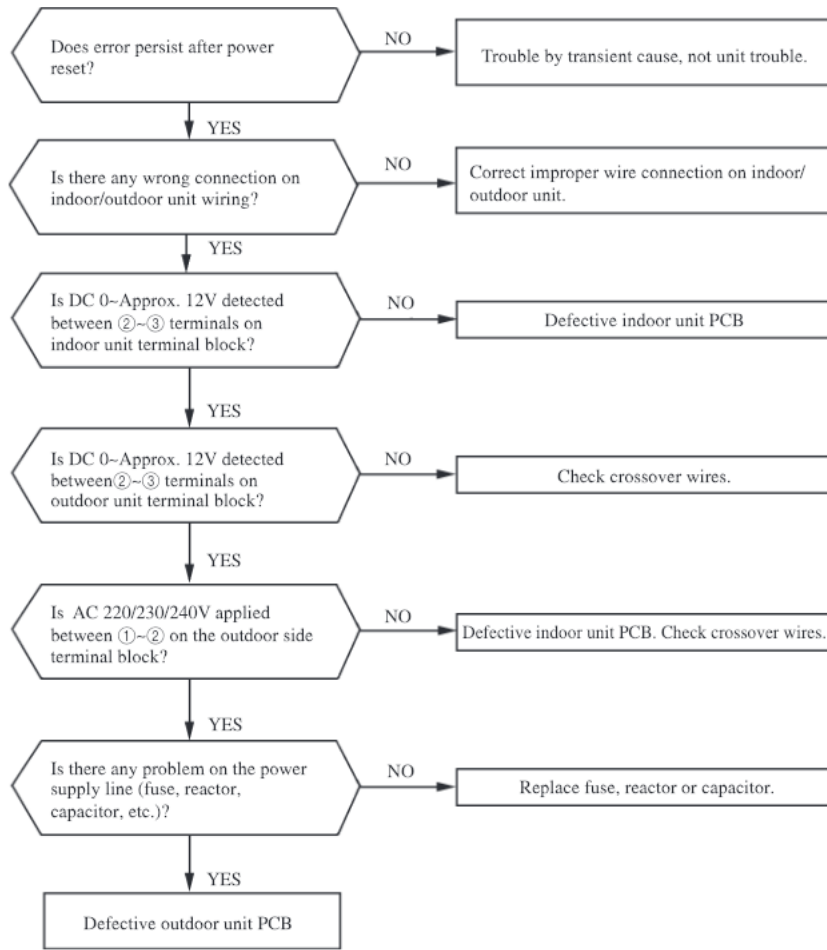 Does error persist after power
reset?
NO
Trouble by transient cause, not unit trouble.
YES
Is there any wrong connection on
indoor/outdoor unit wiring?
NO
Correct improper wire connection on indoor/
outdoor unit.
YES
Is DC 0~Approx. 12V detected
between ②~③ terminals on
indoor unit terminal block?
NO
Defective indoor unit PCB
YES
Is DC 0~Approx. 12V detected
between②~③ terminals on
outdoor unit terminal block?
NO
Check crossover wires.
YES
Is AC 220/230/240V applied
between ①~② on the outdoor side
terminal block?
NO
Defective indoor unit PCB. Check crossover wires.
YES
Is there any problem on the power
supply line (fuse, reactor,
capacitor, etc.)?
NO
Replace fuse, reactor or capacitor.
YES
Defective outdoor unit PCB